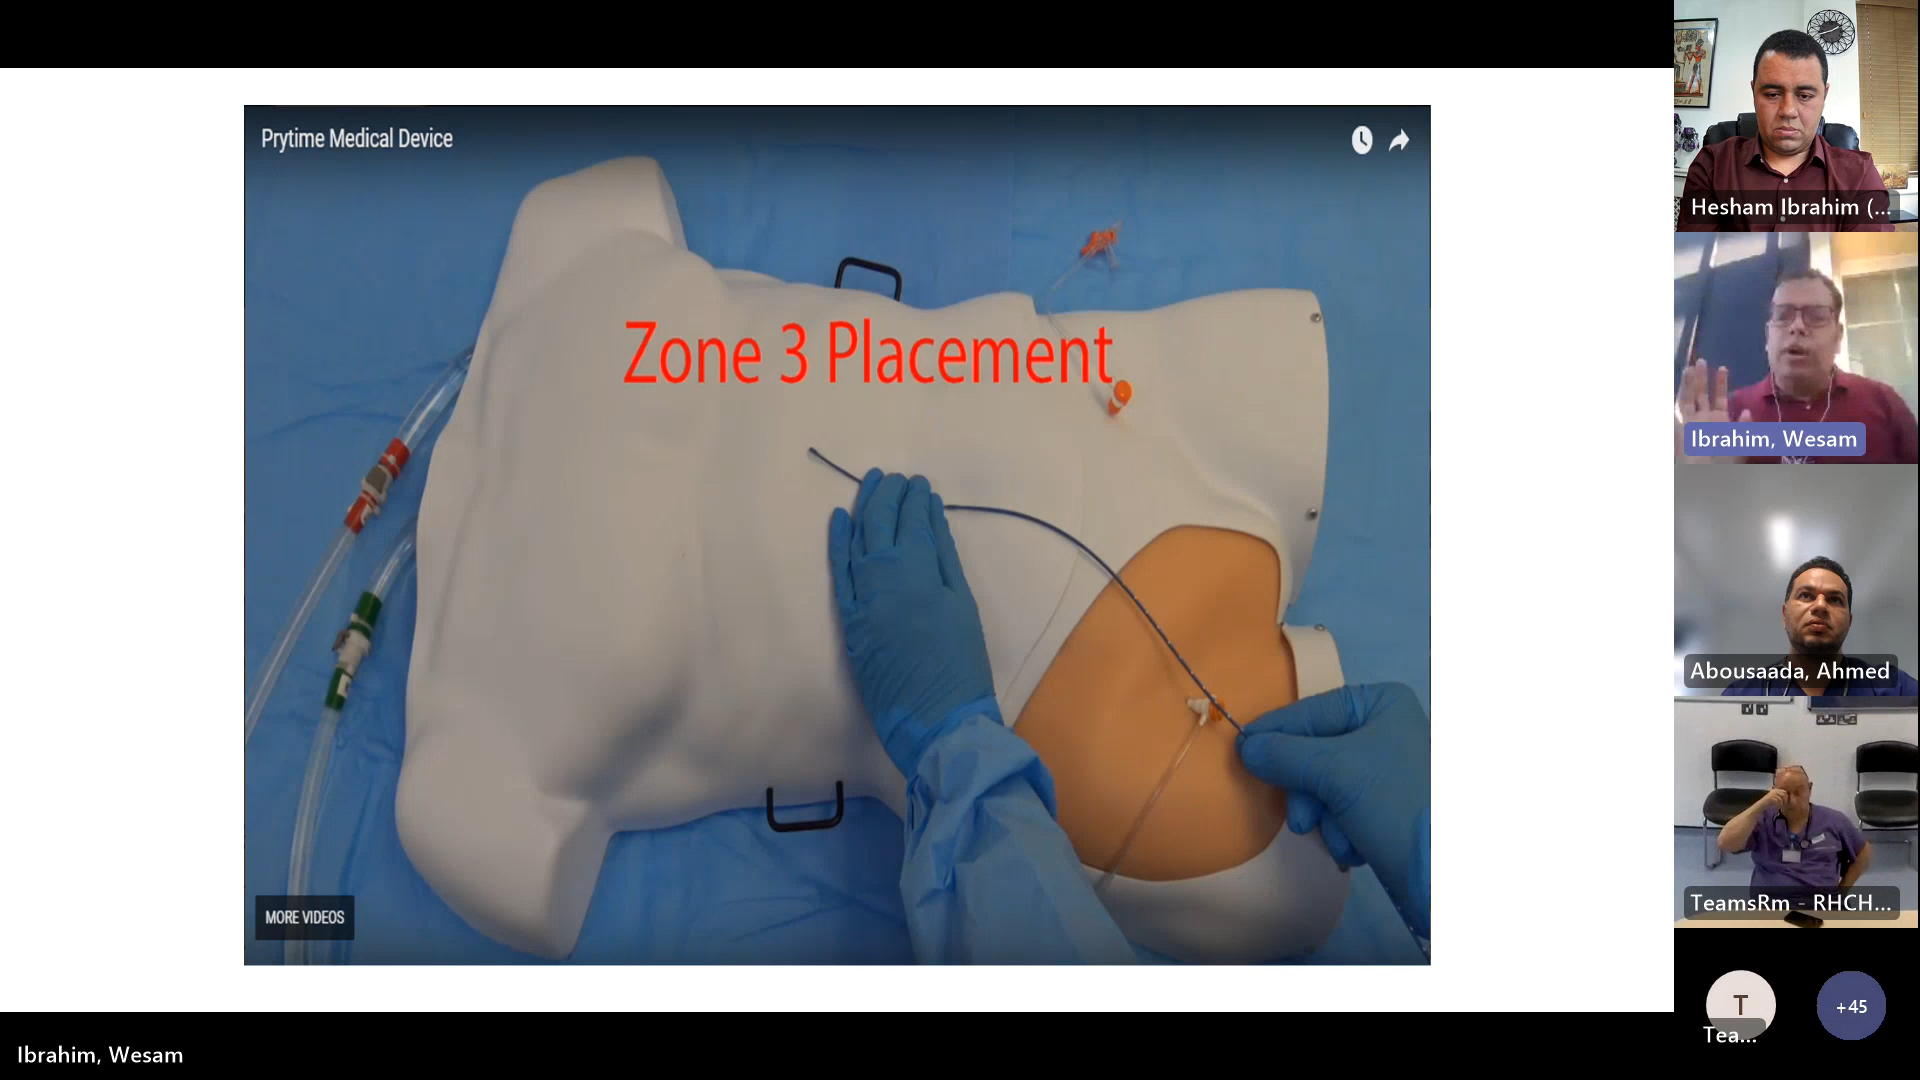 Prytime Medical Device
Zone 3 Placement
MORE VIDEOS
Hesham Ibrahim (...
Ibrahim, Wesam
Abousaada, Ahmed
TeamsRm - RHCH...
T
Tea...
+45
Ibrahim, Wesam